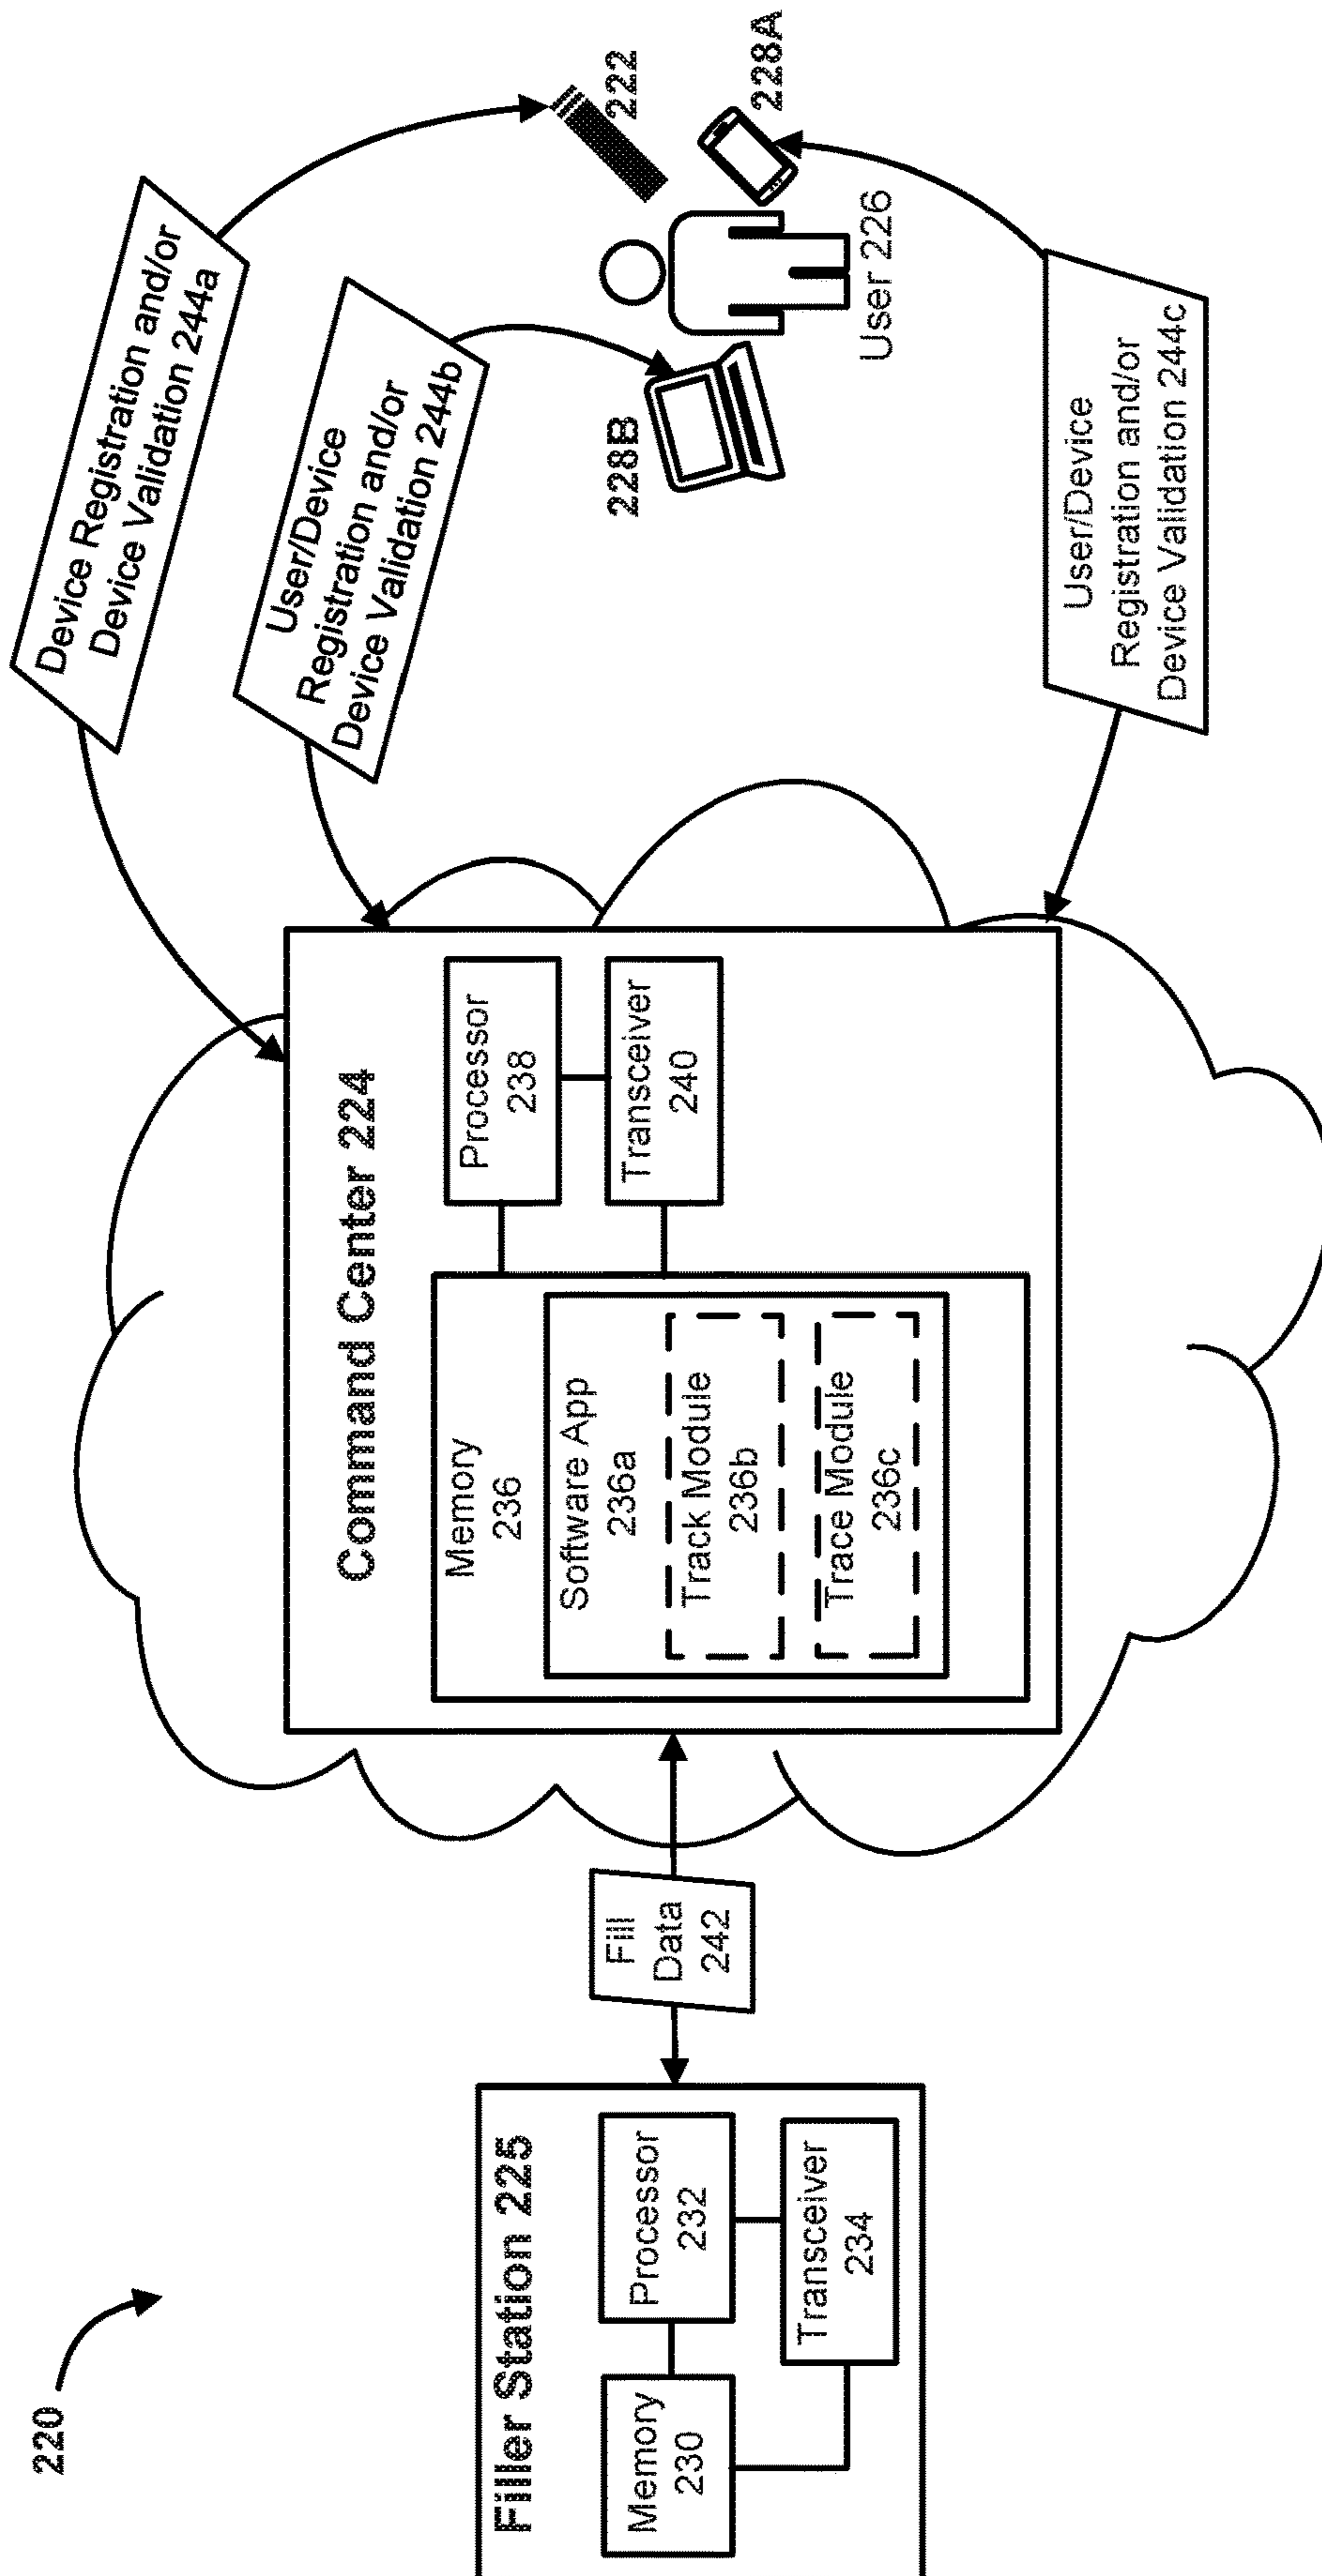 220
Filler Station 225
Memory
230
Processor
232
Transceiver
234
Fill
Data
242
Command Center 224
Memory
236
Software App
236a
Track Module
236b
Trace Module
236c
Processor
238
Transceiver
240
Device Registration and/or
Device Validation 244a
User/Device
Registration and/or
Device Validation 244b
User/Device
Registration and/or
Device Validation 244c
222
228A
228B
User 226